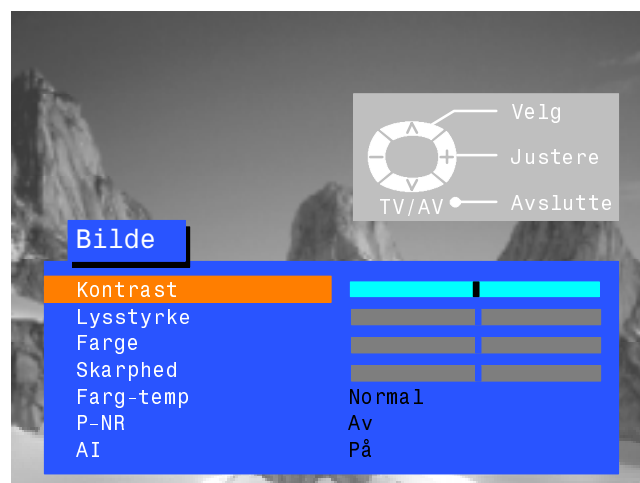 Velg
Justere
TV/AV Avslutte
Bilde
Kontrast
Lysstyrke
Farge
Skarphed
Farg-temp Normal
P-NR Av
AI På